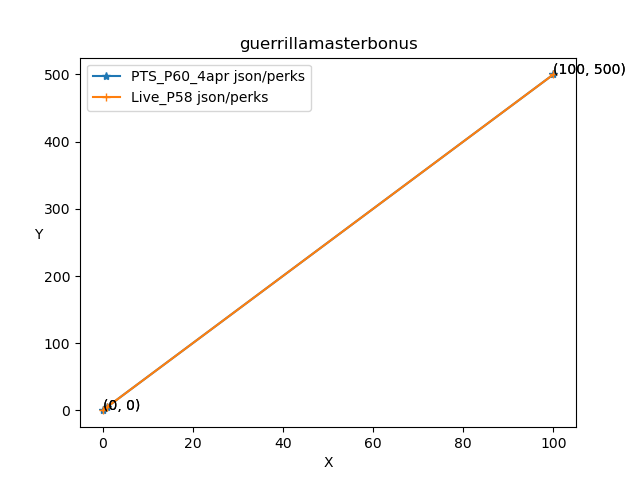 guerrillamasterbonus
PTS_P60_4apr json/perks
Live_P58 json/perks
(100, 500)
(0, 0)
500
400
300
200
100
0
Y
0 20 40 60 80 100
X